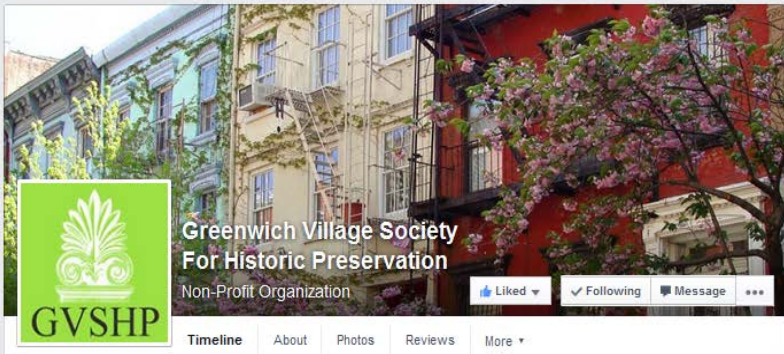 Greenwich Village Society
For Historic Preservation
Non-Profit Organization
Liked
Following
Message
GVSHP
Timeline
About
Photos
Reviews
More